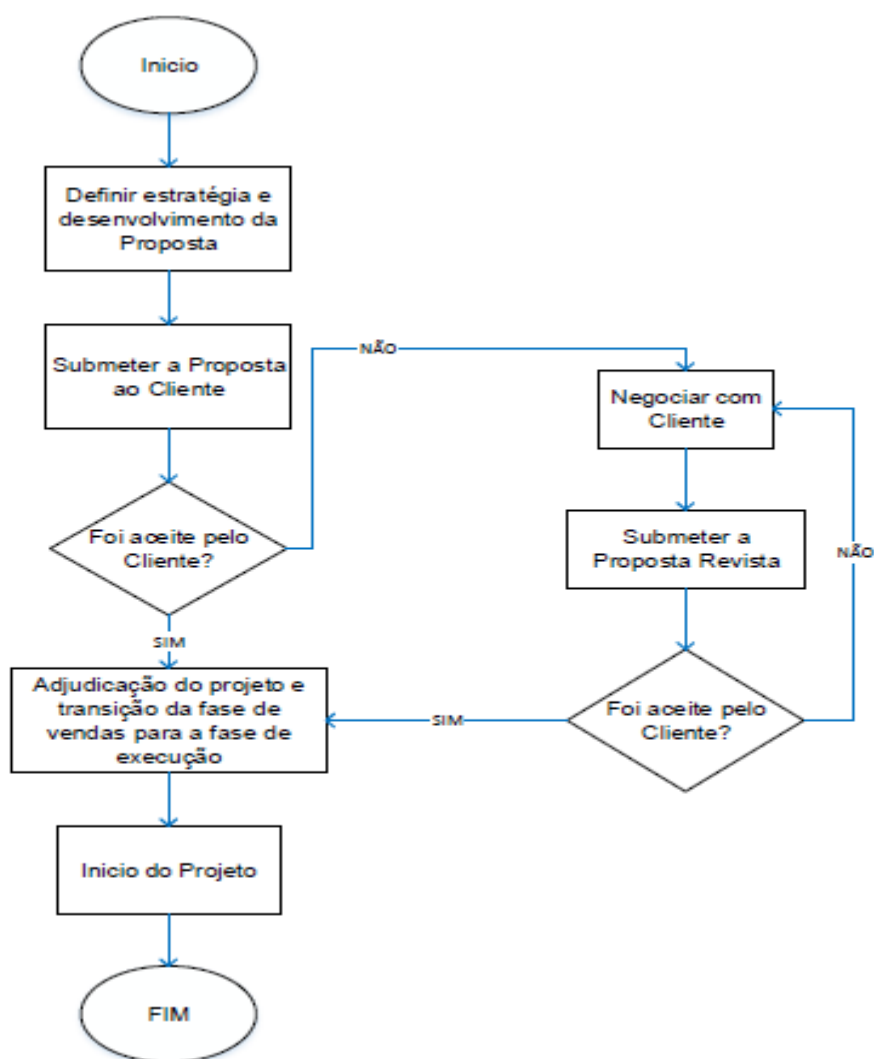 Inicio
Definir estratégia e
desenvolvimento da
Proposta
Submeter a Proposta
ao Cliente
NÃO
Foi aceite pelo
Cliente?
SIM
Negociar com
Cliente
Submeter a
Proposta Revista
NÃO
Foi aceite pelo
Cliente?
SIM
Adjudicação do projeto e
transição da fase de
vendas para a fase de
execução
Inicio do Projeto
FIM